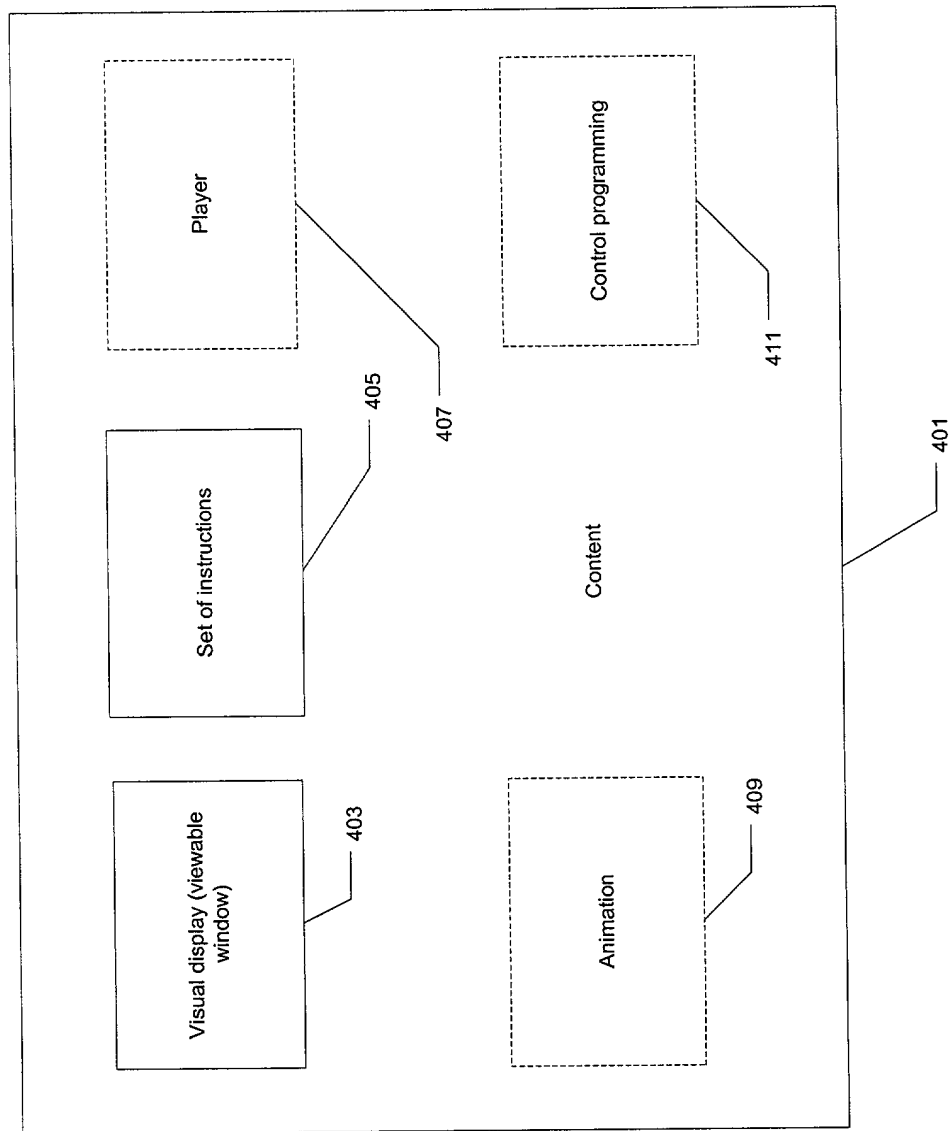 Visual display (viewable
window)
403
Set of instructions
405
Player
407
Animation
409
Content
Control programming
411
401